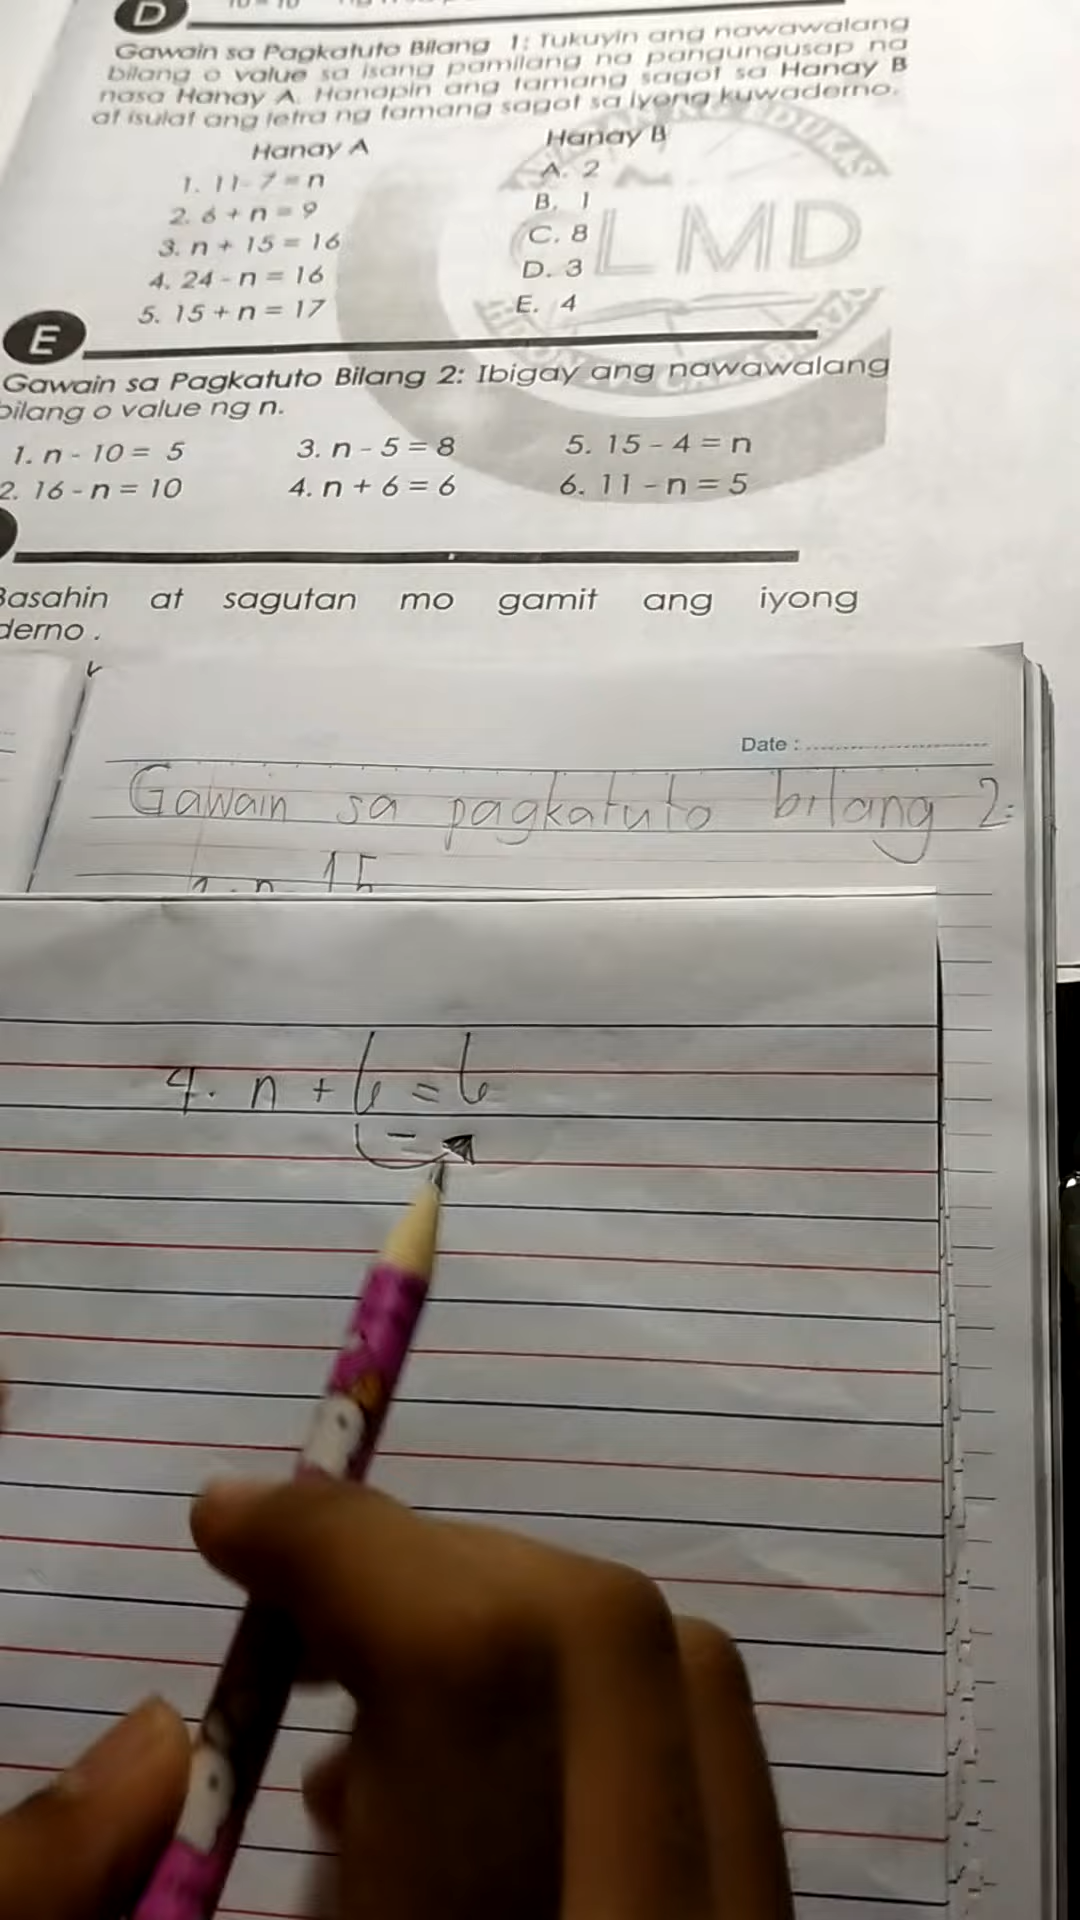 D
Gawain sa Pagkatuto Bilang 1: Tukuyin ang nawawalang
bilang o value sa isang pamilang na pangungusap na
nasa Hanay A. Hanapin ang tamang sagot sa Hanay B
at isulat ang letra ng tamang sagot sa iyong kuwaderno.
Hanay A
1. 11- 7 = n
2. 6 + n = 9
3. n + 15 = 16
4. 24 - n = 16
5. 15 + n = 17
Hanay B
A. 2
B. 1
C. 8
D. 3
E. 4
LMD
E
Gawain sa Pagkatuto Bilang 2: Ibigay ang nawawalang
bilang o value ng n.
1. n - 10 = 5
2. 16 - n = 10
3. n - 5 = 8
4. n + 6 = 6
5. 15 - 4 = n
6. 11 - n = 5
Basahin at sagutan mo gamit ang iyong
derno .
Date :
Gawain sa pagkatuto bilang 2:
4. n + 6 = 6
-